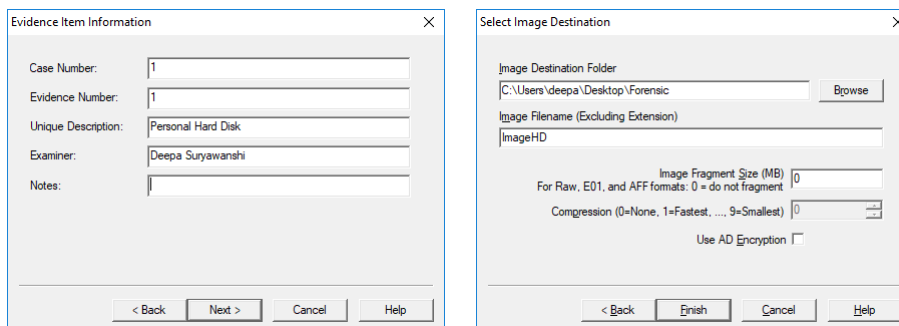 Evidence Item Information
Case Number: 1
Evidence Number: 1
Unique Description: Personal Hard Disk
Examiner: Deepa Suryawanshi
Notes:
< Back Next > Cancel Help
Select Image Destination
Image Destination Folder
C:\Users\deepa\Desktop\Forensic Browse
Image Filename (Excluding Extension)
ImageHD
Image Fragment Size (MB) 0
For Raw, E01, and AFF formats: 0 = do not fragment
Compression (0=None, 1=Fastest, ..., 9=Smallest) 0
Use AD Encryption
< Back Finish Cancel Help